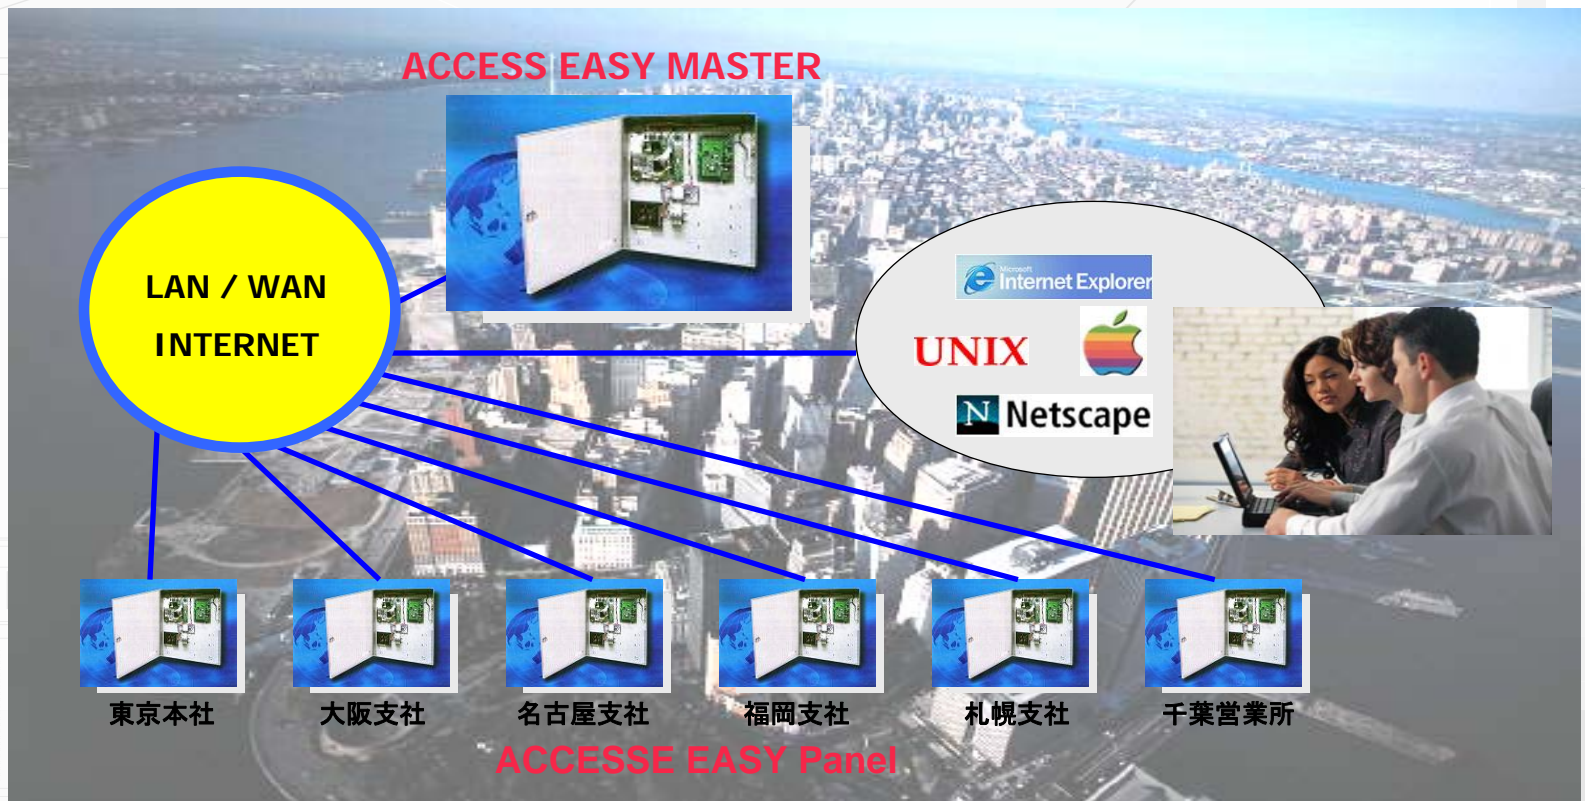 ACCESS EASY MASTER
LAN / WAN
INTERNET
Microsoft
Internet Explorer
UNIX
N Netscape
東京本社
大阪支社
名古屋支社
福岡支社
札幌支社
千葉営業所
ACCESSE EASY Panel